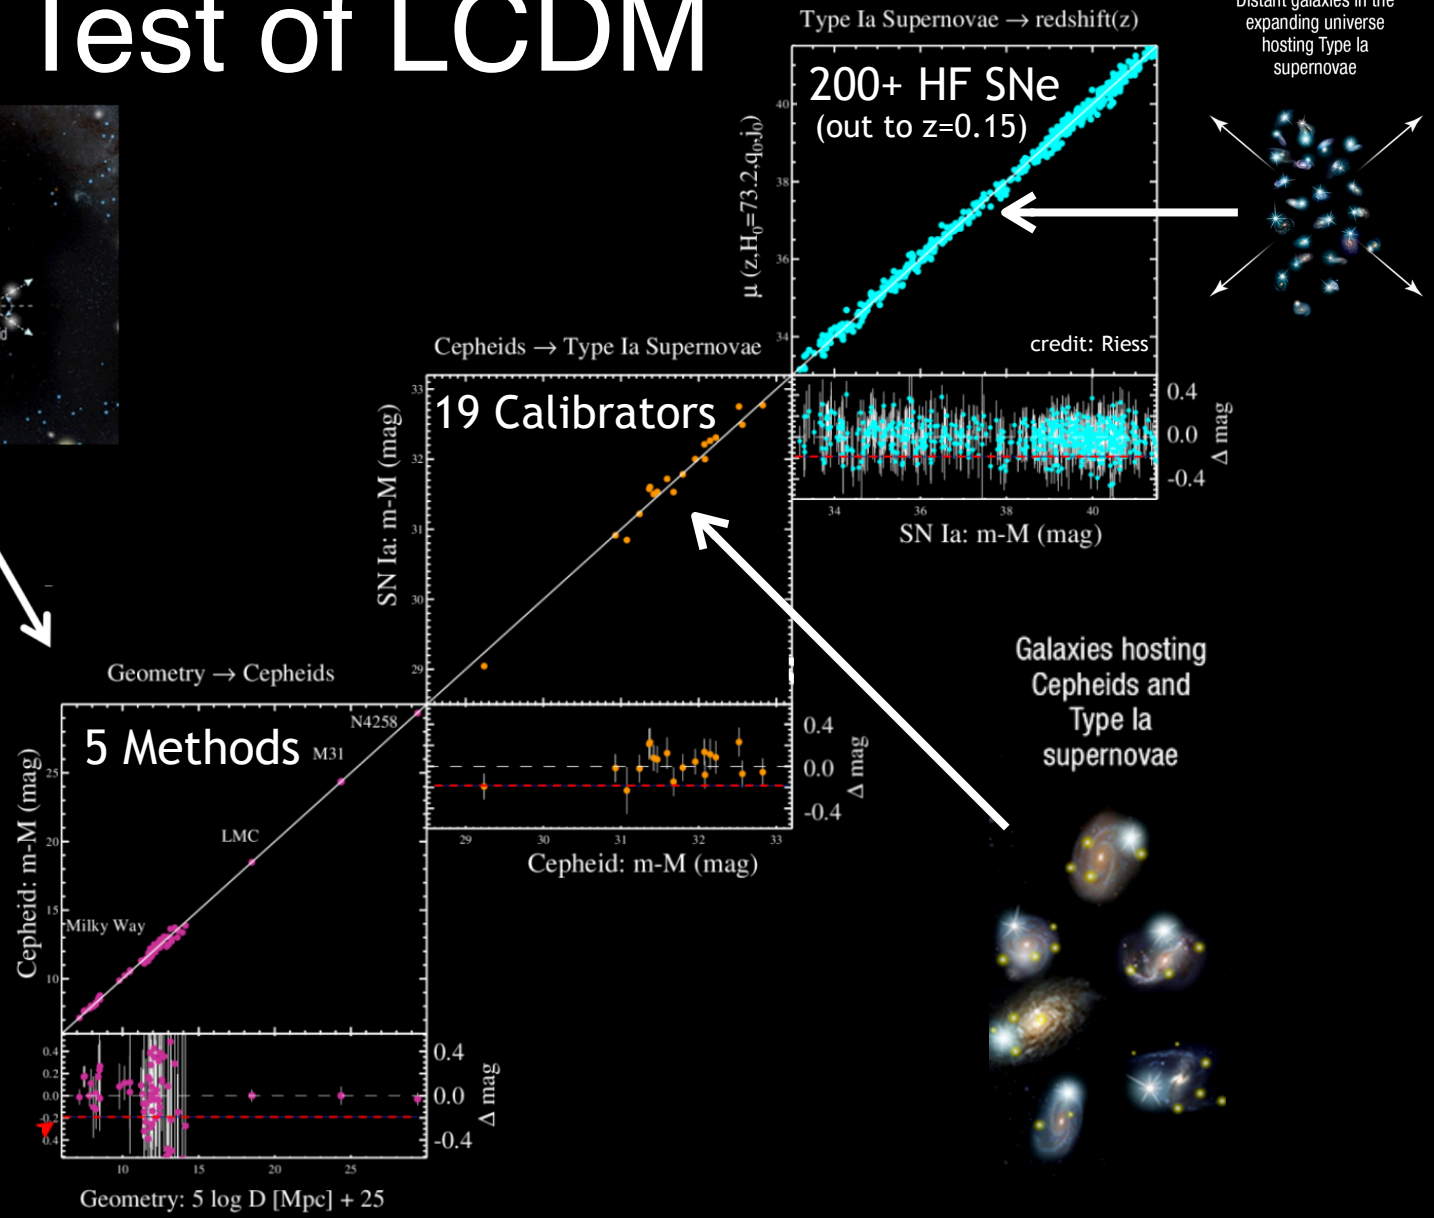 Test of LCDM
Type Ia Supernovae → redshift(z)
Distant galaxies in the
expanding universe
hosting Type Ia
supernovae
200+ HF SNe
(out to z=0.15)
μ (z,H₀=73.2,q₀,j₀)
40
38
36
34
credit: Riess
0.4
0.0
-0.4
Δ mag
34
36
38
40
SN Ia: m-M (mag)
Cepheids → Type Ia Supernovae
19 Calibrators
SN Ia: m-M (mag)
33
32
31
30
29
0.4
0.0
-0.4
Δ mag
29
30
31
32
33
Cepheid: m-M (mag)
Galaxies hosting
Cepheids and
Type Ia
supernovae
Geometry → Cepheids
5 Methods
N4258
M31
LMC
Milky Way
Cepheid: m-M (mag)
25
20
15
10
0.4
0.2
0.0
-0.2
0.4
0.4
0.0
-0.4
Δ mag
10
15
20
25
Geometry: 5 log D [Mpc] + 25